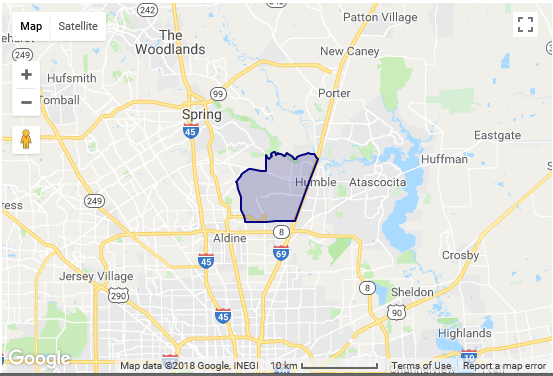 Map
Satellite
242
Patton Village
The
Woodlands
249
Hufsmith
New Caney
Tomball
99
Porter
Spring
45
Eastgate
Huffman
Humble
Atascocita
249
Aldine
8
45
69
Crosby
Jersey Village
290
8
Sheldon
90
45
Highlands
10
Google
Map data ©2018 Google, INEGI
10 km
Terms of Use
Report a map error